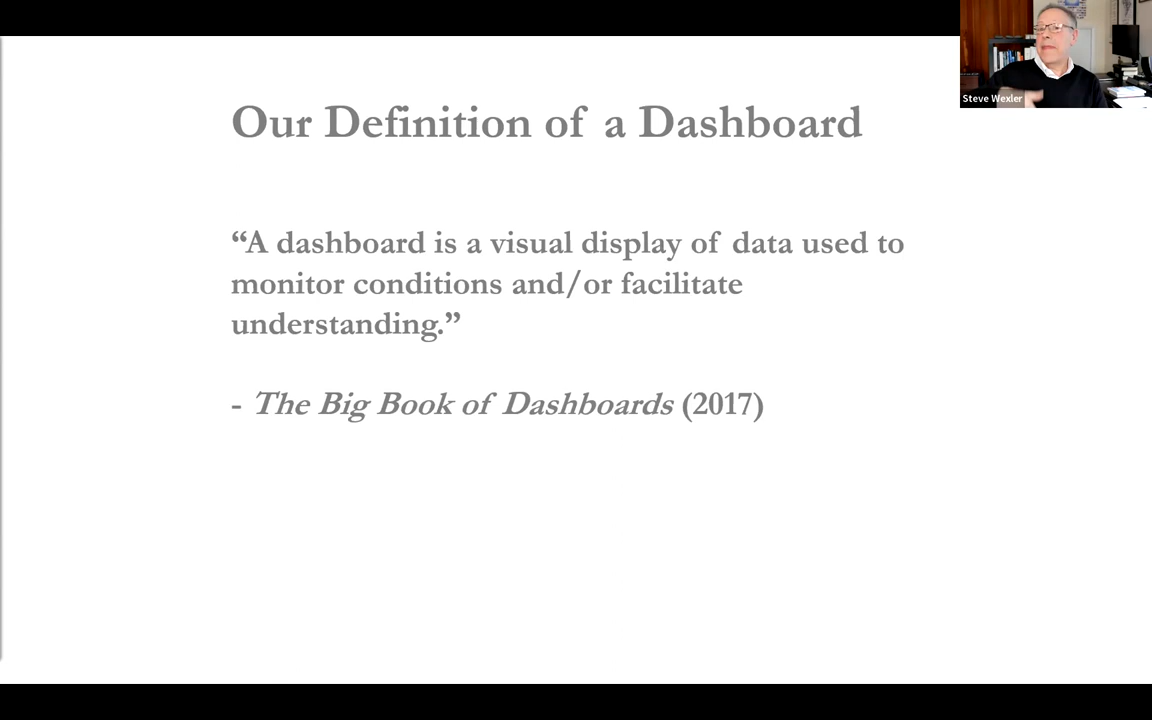 Steve Wexler
Our Definition of a Dashboard
“A dashboard is a visual display of data used to
monitor conditions and/or facilitate
understanding.”
- The Big Book of Dashboards (2017)